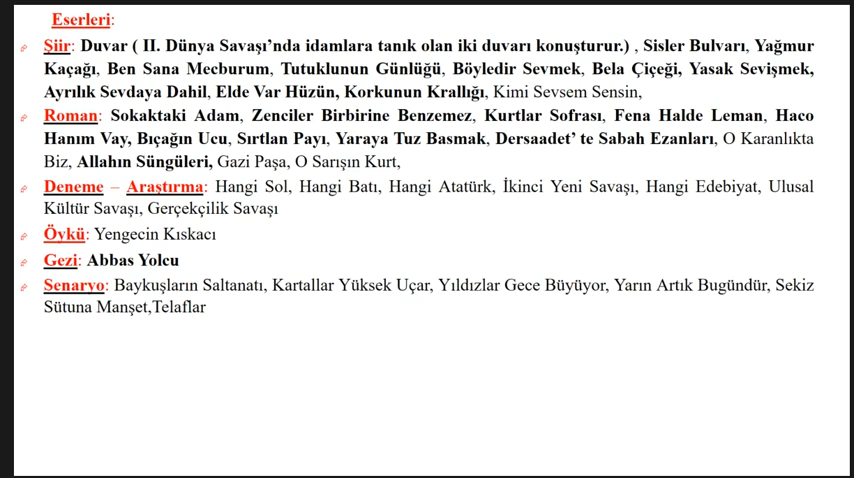 Eserleri:
Şiir: Duvar ( II. Dünya Savaşı’nda idamlara tanık olan iki duvarı konuşturur.) , Sisler Bulvarı, Yağmur
Kaçağı, Ben Sana Mecburum, Tutuklunun Günlüğü, Böyledir Sevmek, Bela Çiçeği, Yasak Sevişmek,
Ayrılık Sevdaya Dahil, Elde Var Hüzün, Korkunun Krallığı, Kimi Sevsem Sensin,
Roman: Sokaktaki Adam, Zenciler Birbirine Benzemez, Kurtlar Sofrası, Fena Halde Leman, Haco
Hanım Vay, Bıçağın Ucu, Sırtlan Payı, Yaraya Tuz Basmak, Dersaadet’ te Sabah Ezanları, O Karanlıkta
Biz, Allahın Süngüleri, Gazi Paşa, O Sarışın Kurt,
Deneme – Araştırma: Hangi Sol, Hangi Batı, Hangi Atatürk, İkinci Yeni Savaşı, Hangi Edebiyat, Ulusal
Kültür Savaşı, Gerçekçilik Savaşı
Öykü: Yengecin Kıskacı
Gezi: Abbas Yolcu
Senaryo: Baykuşların Saltanatı, Kartallar Yüksek Uçar, Yıldızlar Gece Büyüyor, Yarın Artık Bugündür, Sekiz
Sütuna Manşet,Telaflar